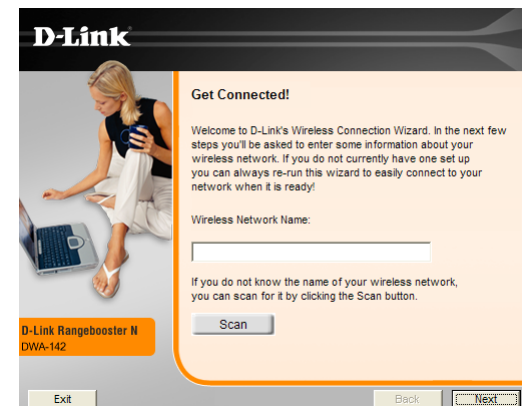 D-Link
Get Connected!
Welcome to D-Link's Wireless Connection Wizard. In the next few
steps you'll be asked to enter some information about your
wireless network. If you do not currently have one set up
you can always re-run this wizard to easily connect to your
network when it is ready!
Wireless Network Name:
If you do not know the name of your wireless network,
you can scan for it by clicking the Scan button.
Scan
D-Link Rangebooster N
DWA-142
Exit
Back
Next